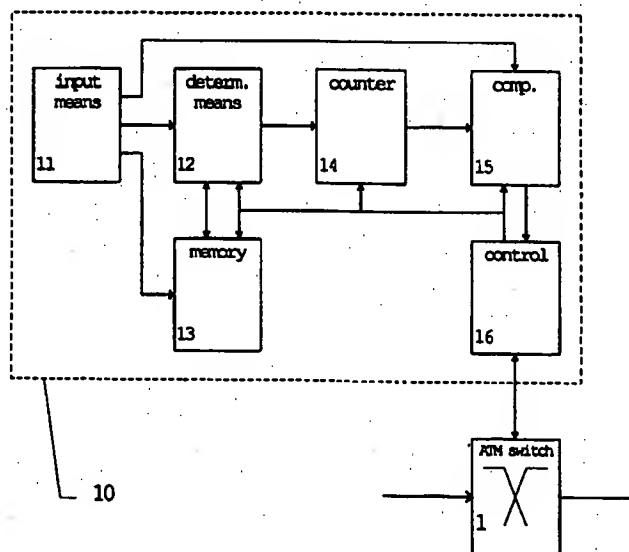 input
means
11
determ.
means
12
counter
14
comp.
15
memory
13
control
16
10
ATM switch
1